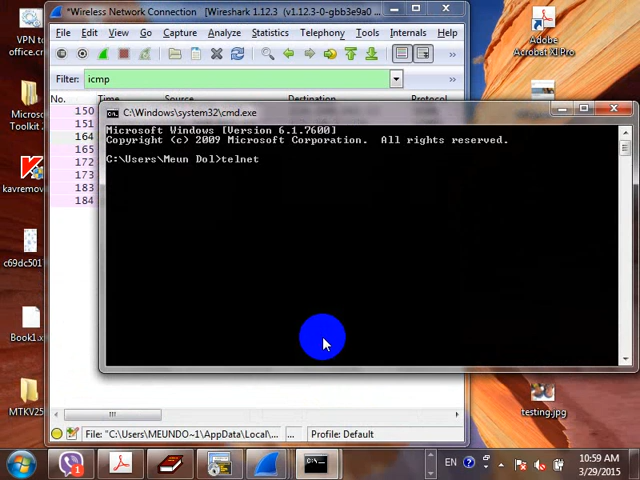 VPN to
office.cr
Microso
Toolkit .
kavremov
c69dc501
Book1.x
MTKV25
*Wireless Network Connection [Wireshark 1.12.3 (v1.12.3-0-gbb3e9a0
File Edit View Go Capture Analyze Statistics Telephony Tools Internals Help
Filter: icmp
No. Time Source Destination Protocol
150
151
164
165
172
173
183
184
C:\Windows\system32\cmd.exe
Microsoft Windows [Version 6.1.7600]
Copyright (c) 2009 Microsoft Corporation. All rights reserved.
C:\Users\Meun Dol>telnet
File: "C:\Users\MEUNDO~1\AppData\Local\... ... Profile: Default
Adobe
Acrobat XI Pro
testing.jpg
1
EN
10:59 AM
3/29/2015